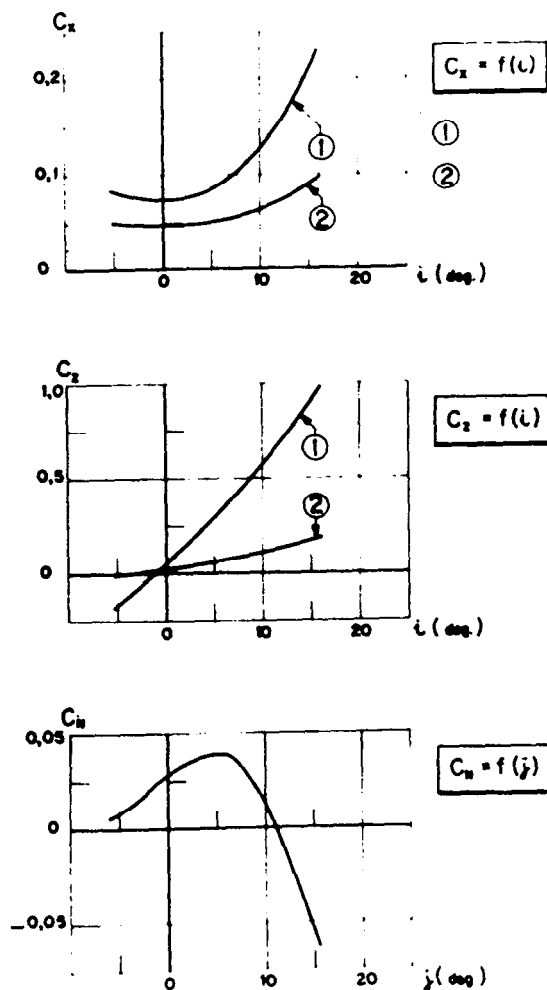 Cx
0,2
Cx = f(i)
①
①
0,1
②
②
0
0
10
20
i (deg.)
Cz
1,0
Cz = f(i)
①
0,5
②
0
0
10
20
i (deg.)
CN
0,05
CN = f(j)
0
-0,05
0
10
20
j (deg)